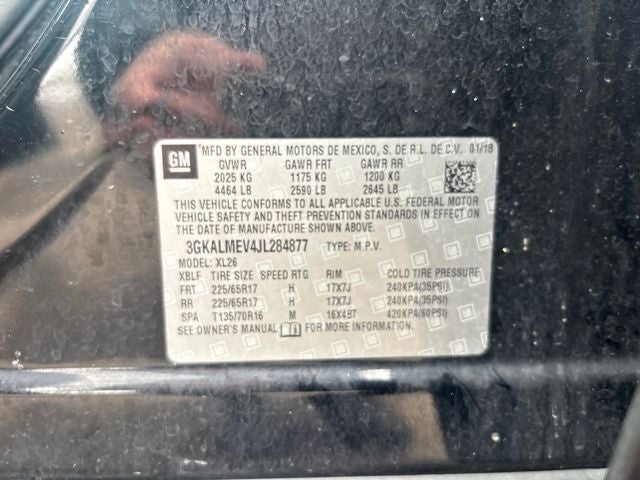 GM MFD BY GENERAL MOTORS DE MEXICO, S. DE R.L. DE C.V. 01/18
GVWR GAWR FRT GAWR RR
2025 KG 1175 KG 1200 KG
4464 LB 2590 LB 2645 LB
THIS VEHICLE CONFORMS TO ALL APPLICABLE U.S. FEDERAL MOTOR
VEHICLE SAFETY AND THEFT PREVENTION STANDARDS IN EFFECT ON
THE DATE OF MANUFACTURE SHOWN ABOVE.
3GKALMEV4JL284877 TYPE: M.P.V.
MODEL: XL26
XBLF TIRE SIZE SPEED RTG RIM COLD TIRE PRESSURE
FRT 225/65R17 H 17X7J 240KPA(35PSI)
RR 225/65R17 H 17X7J 240KPA(35PSI)
SPA T135/70R16 M 16X4BT 420KPA(60PSI)
SEE OWNER'S MANUAL FOR MORE INFORMATION.